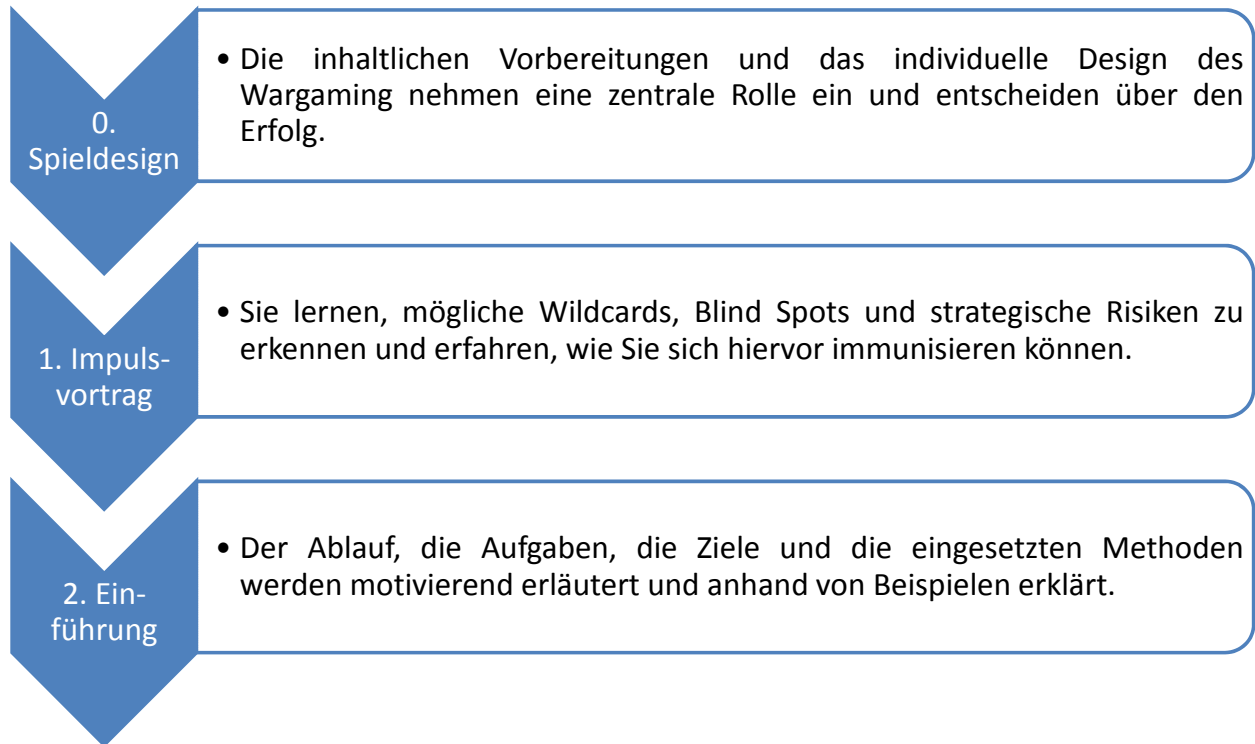 0.
Spieldesign
• Die inhaltlichen Vorbereitungen und das individuelle Design des
Wargaming nehmen eine zentrale Rolle ein und entscheiden über den
Erfolg.
1. Impuls-
vortrag
• Sie lernen, mögliche Wildcards, Blind Spots und strategische Risiken zu
erkennen und erfahren, wie Sie sich hiervor immunisieren können.
2. Ein-
führung
• Der Ablauf, die Aufgaben, die Ziele und die eingesetzten Methoden
werden motivierend erläutert und anhand von Beispielen erklärt.